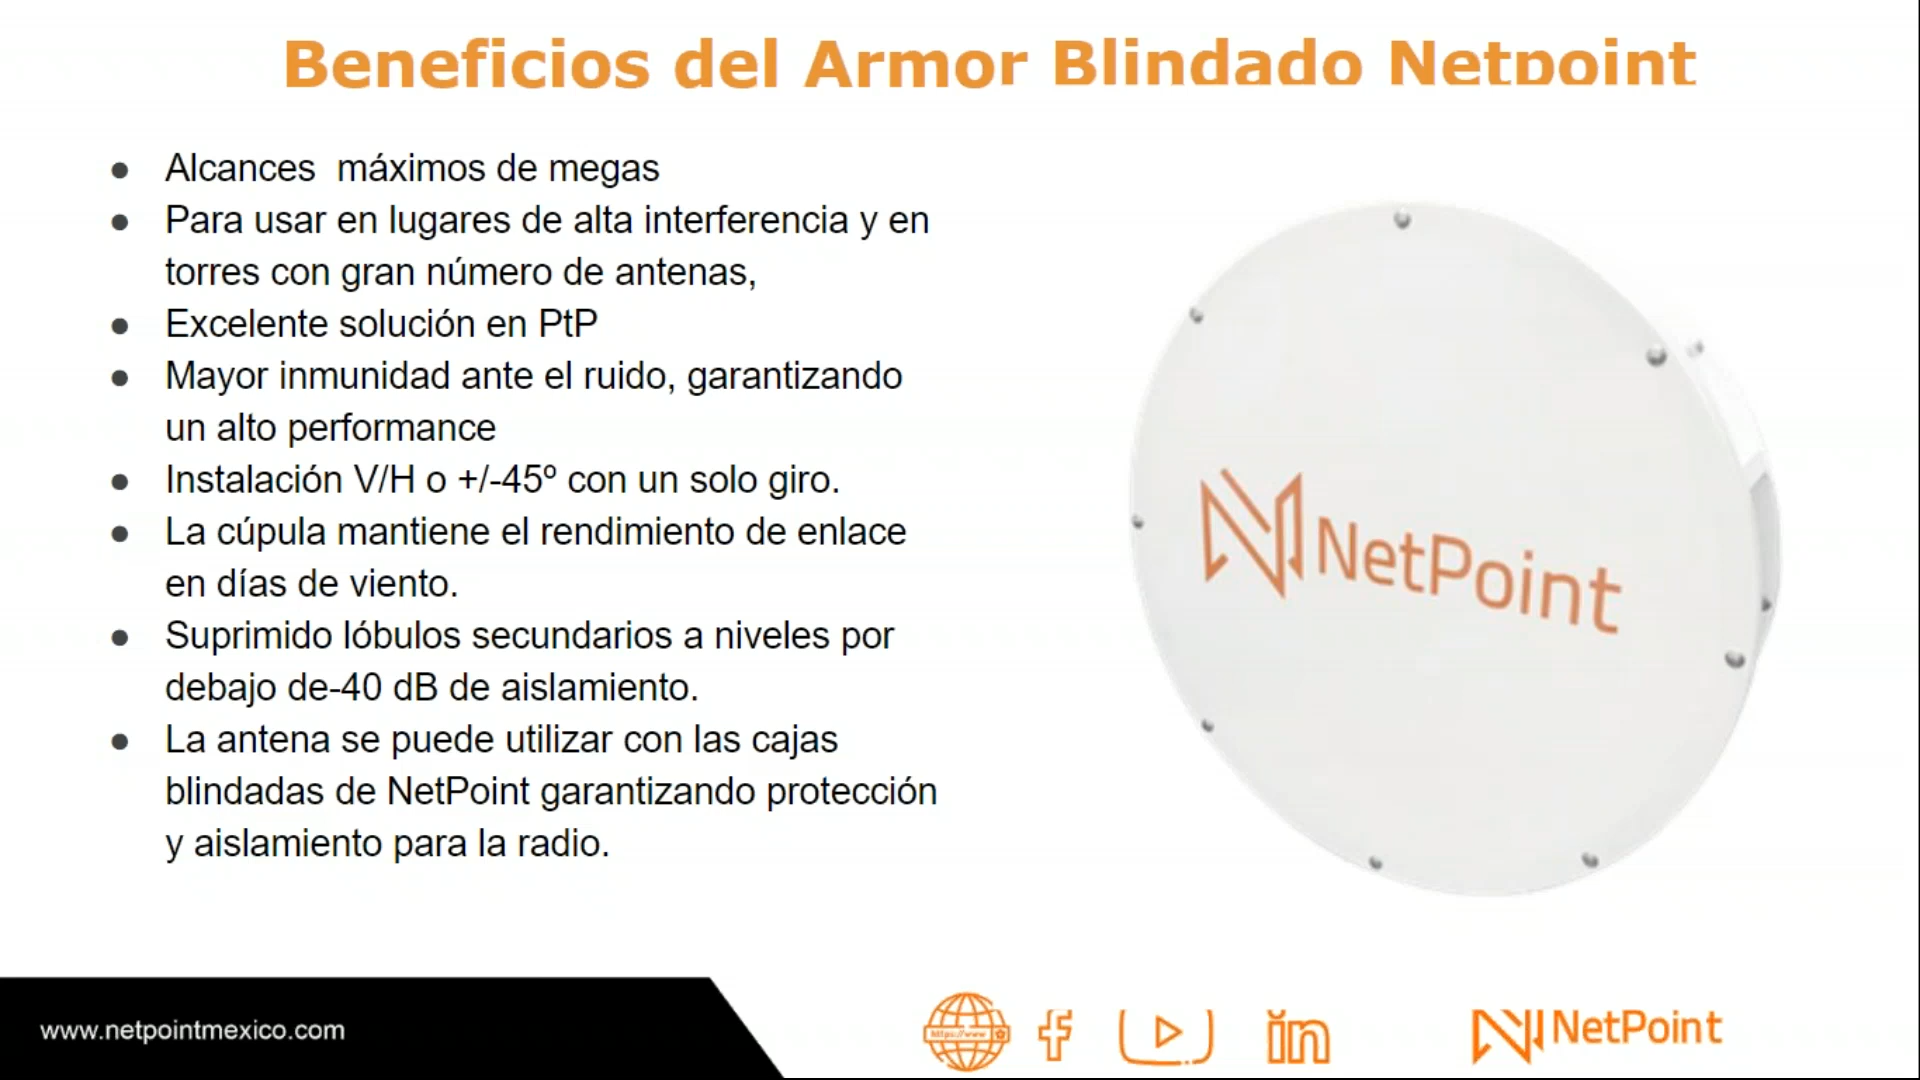 Beneficios del Armor Blindado Netpoint
● Alcances  máximos de megas
● Para usar en lugares de alta interferencia y en
torres con gran número de antenas,
● Excelente solución en PtP
● Mayor inmunidad ante el ruido, garantizando
un alto performance
● Instalación V/H o +/-45º con un solo giro.
● La cúpula mantiene el rendimiento de enlace
en días de viento.
● Suprimido lóbulos secundarios a niveles por
debajo de-40 dB de aislamiento.
● La antena se puede utilizar con las cajas
blindadas de NetPoint garantizando protección
y aislamiento para la radio.
NetPoint
www.netpointmexico.com
https://www
f
in
NetPoint